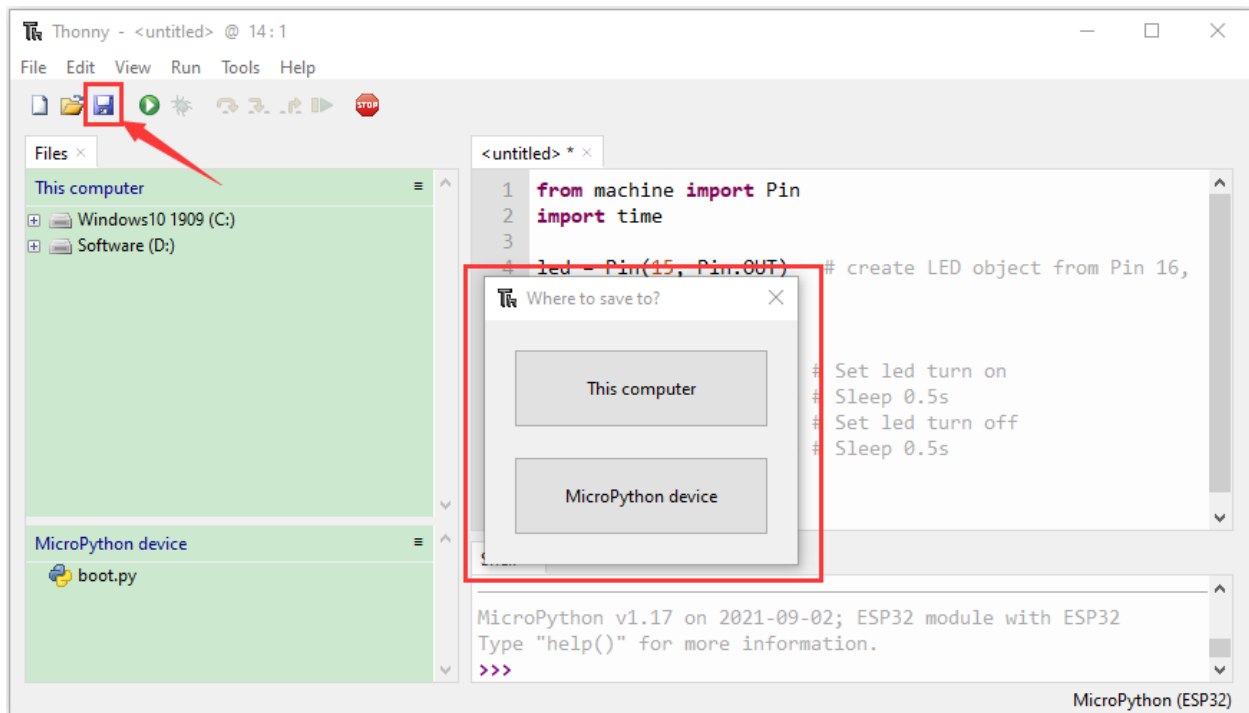 Thonny - <untitled> @ 14:1
File Edit View Run Tools Help
STOP
Files
This computer
Windows10 1909 (C:)
Software (D:)
MicroPython device
boot.py
<untitled> *
1 from machine import Pin
2 import time
3
4 led = Pin(15, Pin.OUT) # create LED object from Pin 16,
# Set led turn on
# Sleep 0.5s
# Set led turn off
# Sleep 0.5s
Where to save to?
This computer
MicroPython device
MicroPython v1.17 on 2021-09-02; ESP32 module with ESP32
Type "help()" for more information.
>>>
MicroPython (ESP32)